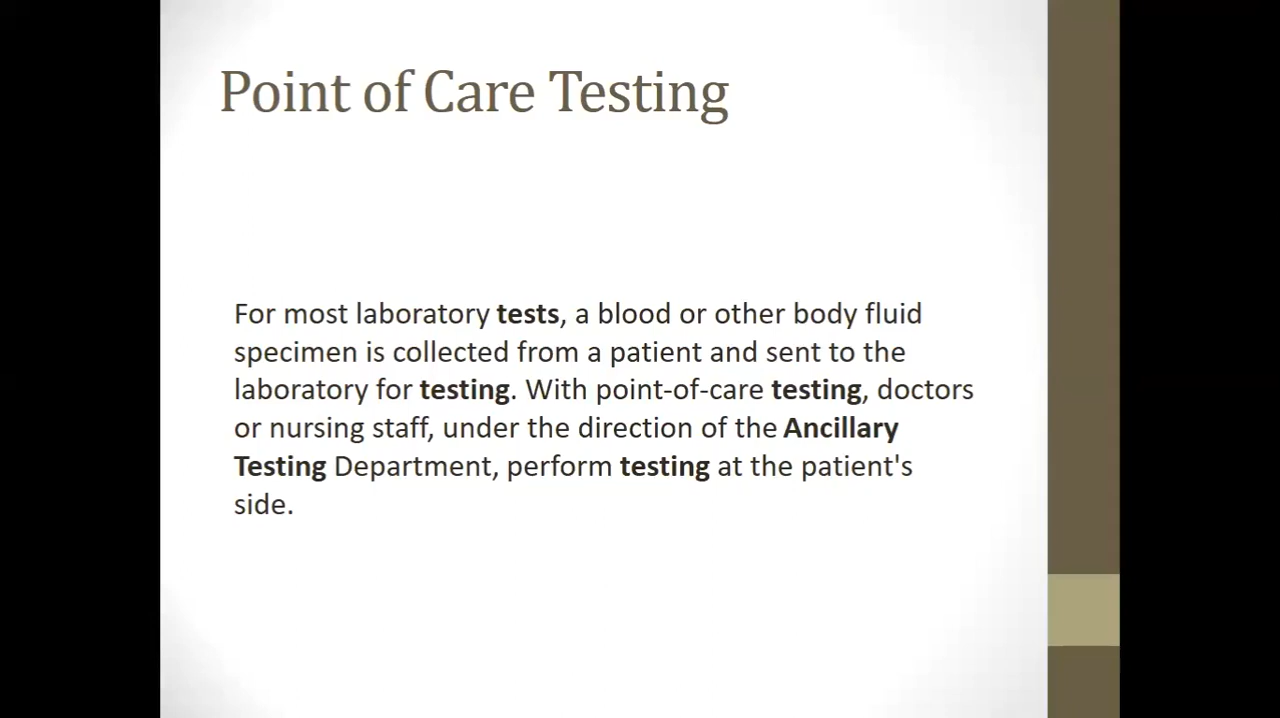 Point of Care Testing
For most laboratory tests, a blood or other body fluid
specimen is collected from a patient and sent to the
laboratory for testing. With point-of-care testing, doctors
or nursing staff, under the direction of the Ancillary
Testing Department, perform testing at the patient's
side.